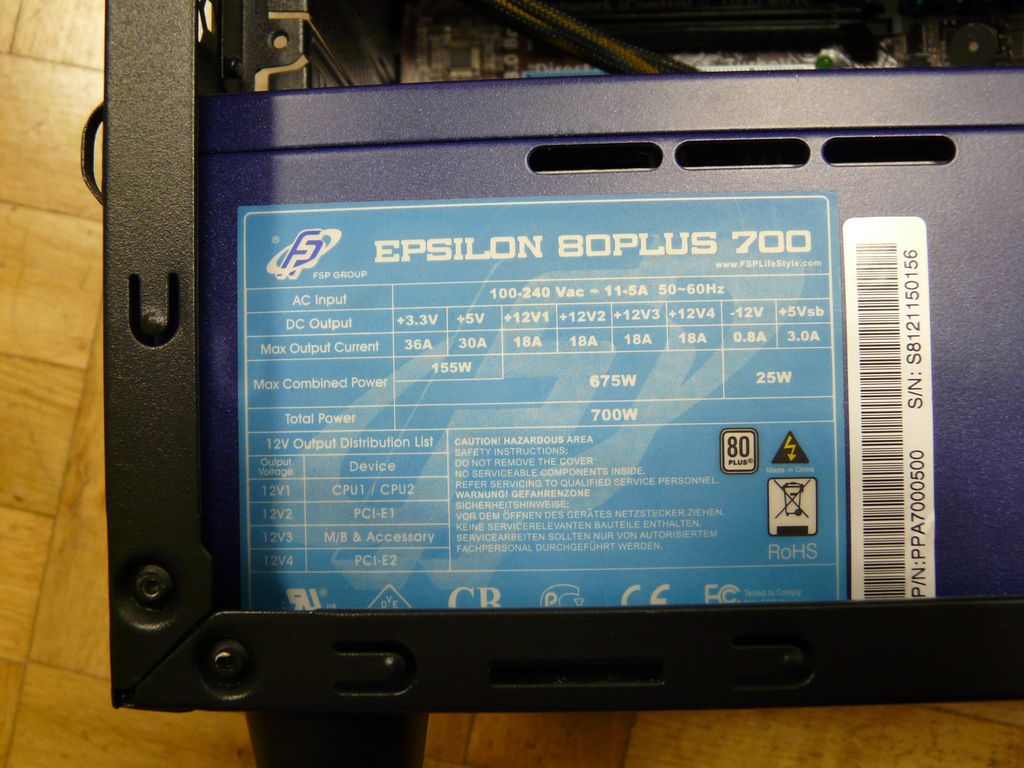 FSP GROUP
EPSILON 80PLUS 700
www.FSPLifeStyle.com
AC Input 100-240 Vac ~ 11-5A 50~60Hz
DC Output +3.3V +5V +12V1 +12V2 +12V3 +12V4 -12V +5Vsb
Max Output Current 36A 30A 18A 18A 18A 18A 0.8A 3.0A
Max Combined Power 155W 675W 25W
Total Power 700W
12V Output Distribution List
Output Voltage Device
12V1 CPU1 / CPU2
12V2 PCI-E1
12V3 M/B & Accessory
12V4 PCI-E2
CAUTION! HAZARDOUS AREA
SAFETY INSTRUCTIONS:
DO NOT REMOVE THE COVER
NO SERVICEABLE COMPONENTS INSIDE.
REFER SERVICING TO QUALIFIED SERVICE PERSONNEL.
WARNUNG! GEFAHRENZONE
SICHERHEITSHINWEISE:
VOR DEM ÖFFNEN DES GERÄTES NETZSTECKER ZIEHEN.
KEINE SERVICERELEVANTEN BAUTEILE ENTHALTEN.
SERVICEARBEITEN SOLLTEN NUR VON AUTORISIERTEM
FACHPERSONAL DURCHGEFÜHRT WERDEN.
80
PLUS®
Made in China
RoHS
DVE
CB
CE
FC Tested to Comply
S/N: S8121150156
P/N:PPA7000500